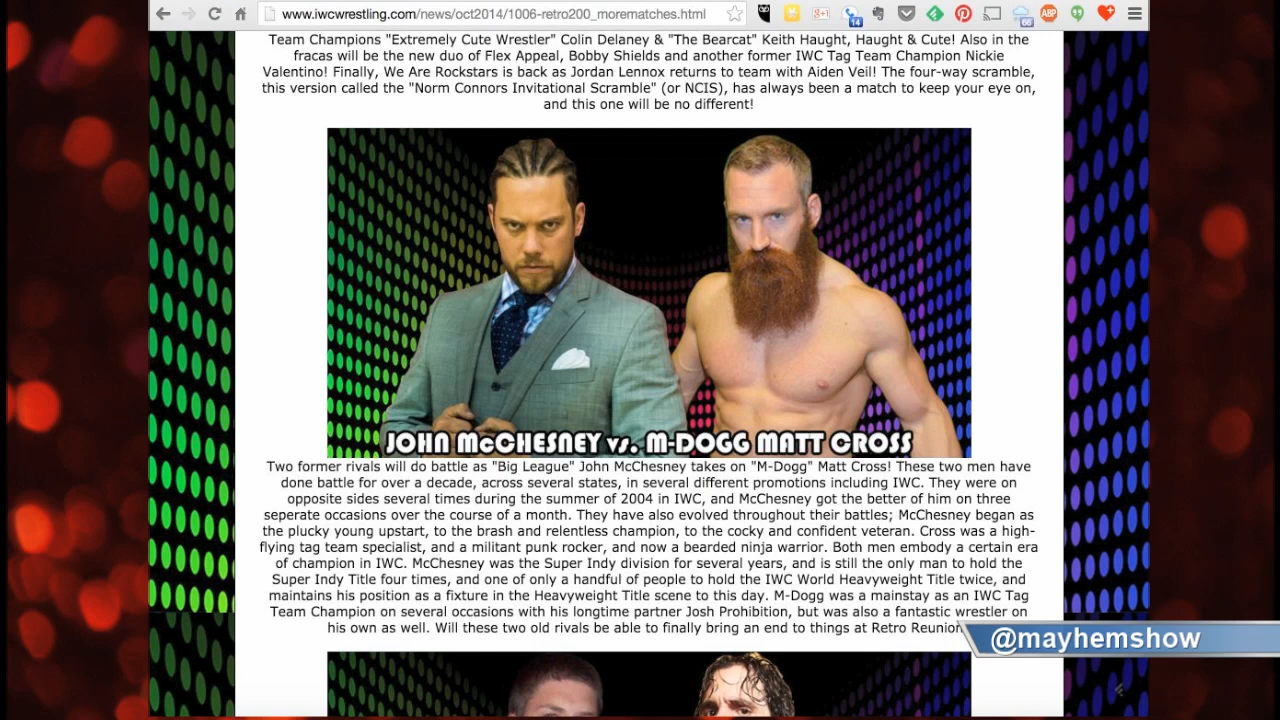 www.iwcwrestling.com/news/oct2014/1006-retro200_morematches.html
14
66
ABP
Team Champions "Extremely Cute Wrestler" Colin Delaney & "The Bearcat" Keith Haught, Haught & Cute! Also in the
fracas will be the new duo of Flex Appeal, Bobby Shields and another former IWC Tag Team Champion Nickie
Valentino! Finally, We Are Rockstars is back as Jordan Lennox returns to team with Aiden Veil! The four-way scramble,
this version called the "Norm Connors Invitational Scramble" (or NCIS), has always been a match to keep your eye on,
and this one will be no different!
JOHN McCHESNEY vs. M-DOGG MATT CROSS
Two former rivals will do battle as "Big League" John McChesney takes on "M-Dogg" Matt Cross! These two men have
done battle for over a decade, across several states, in several different promotions including IWC. They were on
opposite sides several times during the summer of 2004 in IWC, and McChesney got the better of him on three
seperate occasions over the course of a month. They have also evolved throughout their battles; McChesney began as
the plucky young upstart, to the brash and relentless champion, to the cocky and confident veteran. Cross was a high-
flying tag team specialist, and a militant punk rocker, and now a bearded ninja warrior. Both men embody a certain era
of champion in IWC. McChesney was the Super Indy division for several years, and is still the only man to hold the
Super Indy Title four times, and one of only a handful of people to hold the IWC World Heavyweight Title twice, and
maintains his position as a fixture in the Heavyweight Title scene to this day. M-Dogg was a mainstay as an IWC Tag
Team Champion on several occasions with his longtime partner Josh Prohibition, but was also a fantastic wrestler on
his own as well. Will these two old rivals be able to finally bring an end to things at Retro Reunion
@mayhemshow